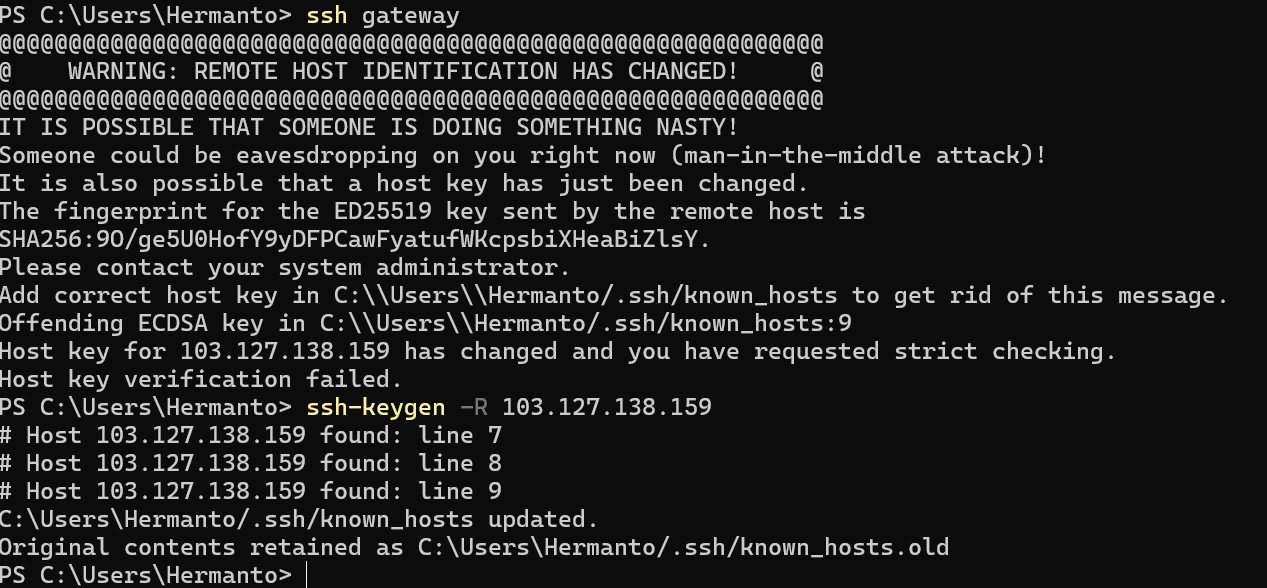 PS C:\Users\Hermanto> ssh gateway
@@@@@@@@@@@@@@@@@@@@@@@@@@@@@@@@@@@@@@@@@@@@@@@@@@@@@@@@@@@
@    WARNING: REMOTE HOST IDENTIFICATION HAS CHANGED!     @
@@@@@@@@@@@@@@@@@@@@@@@@@@@@@@@@@@@@@@@@@@@@@@@@@@@@@@@@@@@
IT IS POSSIBLE THAT SOMEONE IS DOING SOMETHING NASTY!
Someone could be eavesdropping on you right now (man-in-the-middle attack)!
It is also possible that a host key has just been changed.
The fingerprint for the ED25519 key sent by the remote host is
SHA256:9O/ge5U0HofY9yDFPCawFyatufWKcpsbiXHeaBiZlsY.
Please contact your system administrator.
Add correct host key in C:\\Users\\Hermanto/.ssh/known_hosts to get rid of this message.
Offending ECDSA key in C:\\Users\\Hermanto/.ssh/known_hosts:9
Host key for 103.127.138.159 has changed and you have requested strict checking.
Host key verification failed.
PS C:\Users\Hermanto> ssh-keygen -R 103.127.138.159
# Host 103.127.138.159 found: line 7
# Host 103.127.138.159 found: line 8
# Host 103.127.138.159 found: line 9
C:\Users\Hermanto/.ssh/known_hosts updated.
Original contents retained as C:\Users\Hermanto/.ssh/known_hosts.old
PS C:\Users\Hermanto>